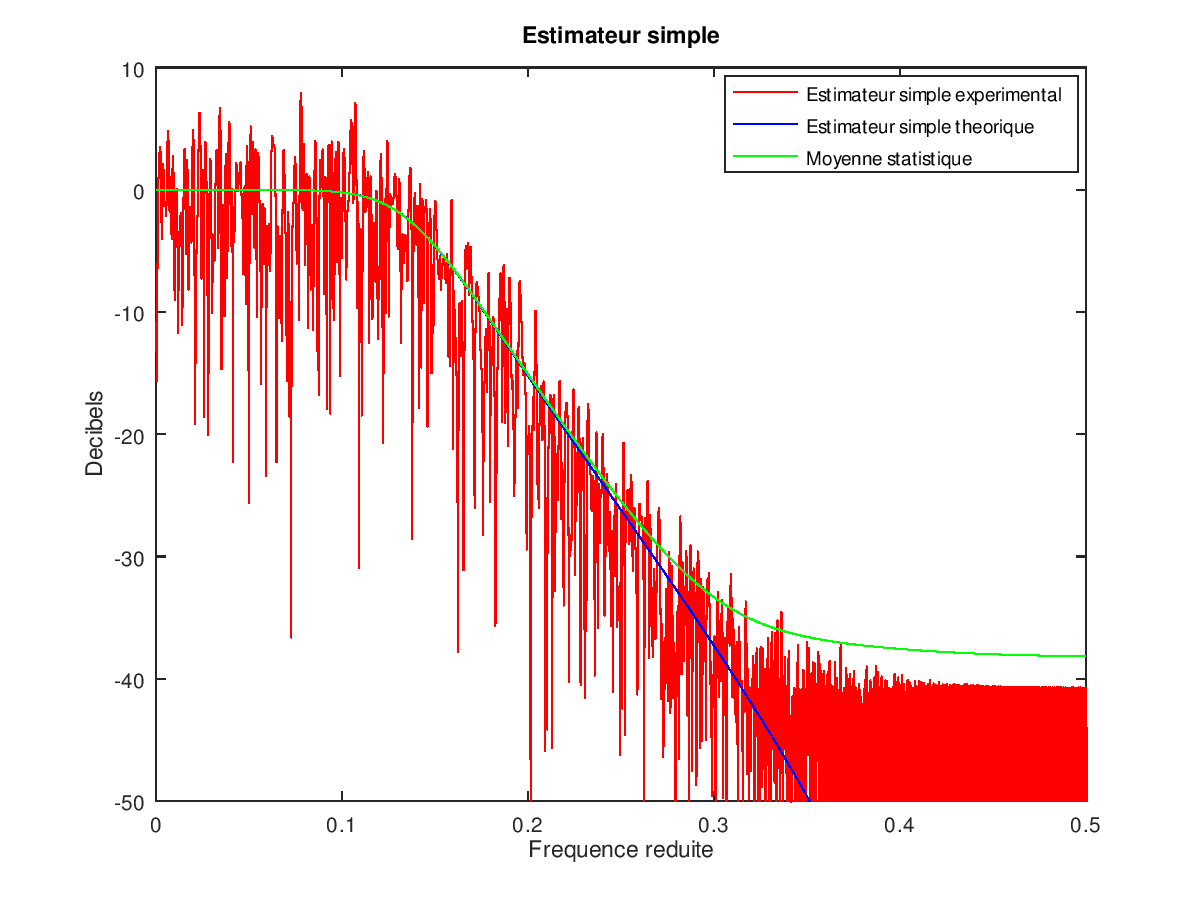 Estimateur simple
10
0
-10
-20
-30
-40
-50
Decibels
Estimateur simple experimental
Estimateur simple theorique
Moyenne statistique
0
0.1
0.2
0.3
0.4
0.5
Frequence reduite